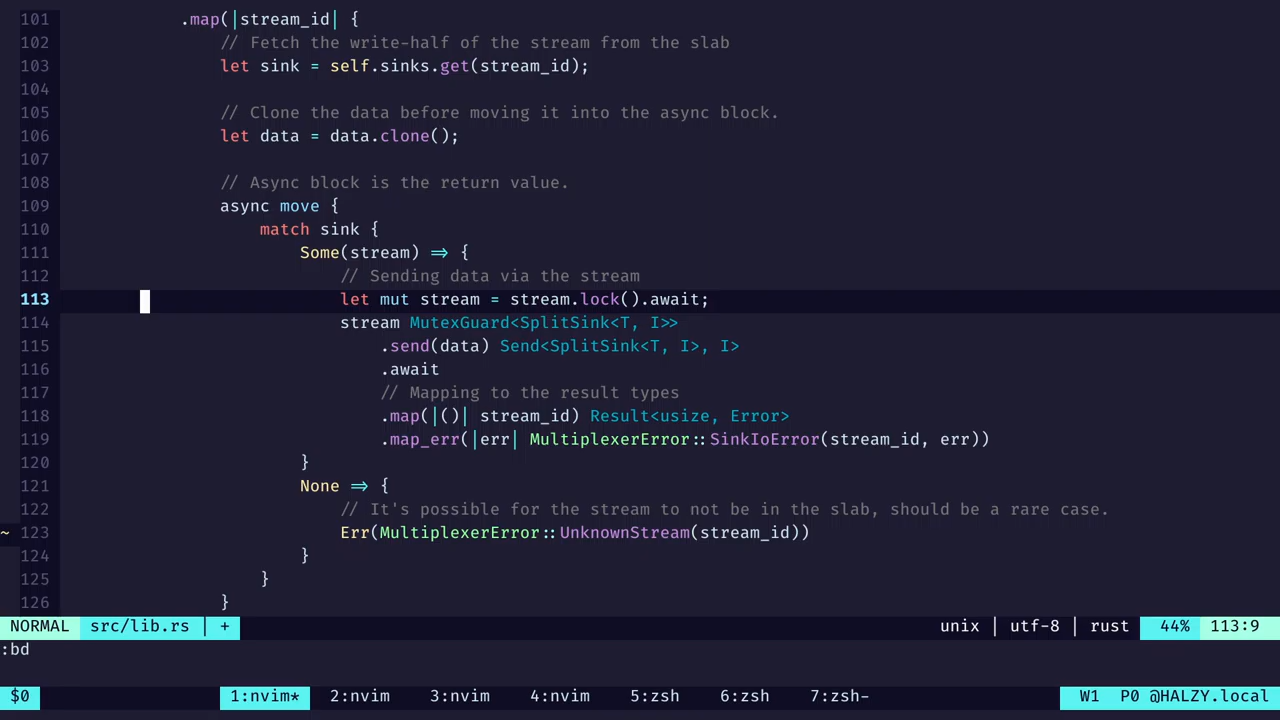 101 .map(|stream_id| {
102 // Fetch the write-half of the stream from the slab
103 let sink = self.sinks.get(stream_id);
104
105 // Clone the data before moving it into the async block.
106 let data = data.clone();
107
108 // Async block is the return value.
109 async move {
110 match sink {
111 Some(stream) => {
112 // Sending data via the stream
113 let mut stream = stream.lock().await;
114 stream MutexGuard<SplitSink<T, I>>
115 .send(data) Send<SplitSink<T, I>, I>
116 .await
117 // Mapping to the result types
118 .map(|()| stream_id) Result<usize, Error>
119 .map_err(|err| MultiplexerError::SinkIoError(stream_id, err))
120 }
121 None => {
122 // It's possible for the stream to not be in the slab, should be a rare case.
~ 123 Err(MultiplexerError::UnknownStream(stream_id))
124 }
125 }
126 }
NORMAL src/lib.rs | + unix | utf-8 | rust 44% 113:9
:bd
$0 1:nvim* 2:nvim 3:nvim 4:nvim 5:zsh 6:zsh 7:zsh- W1 P0 @HALZY.local